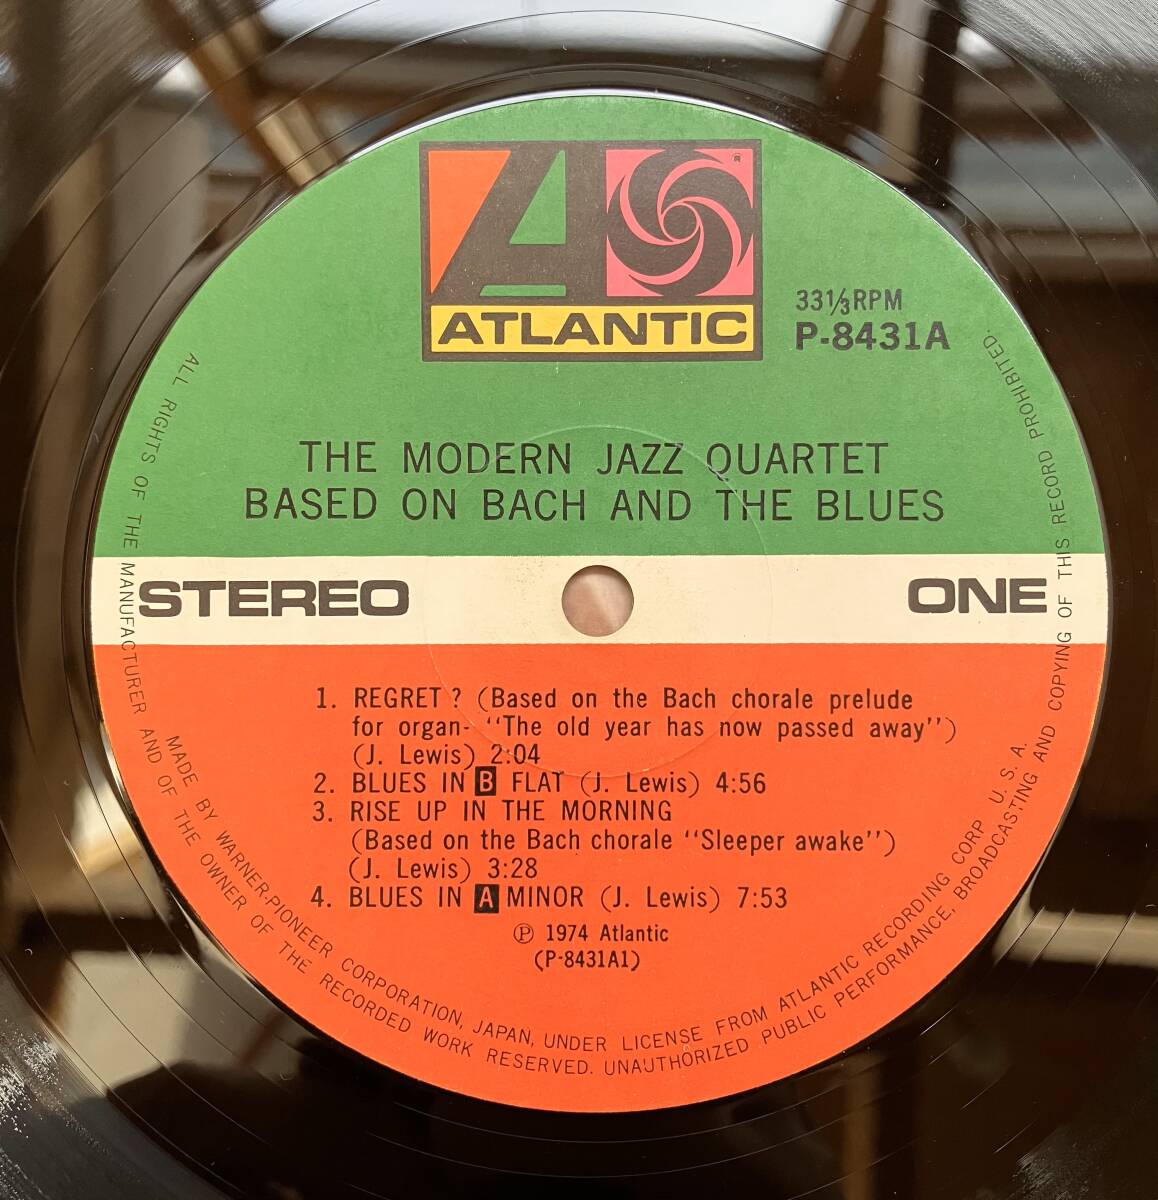 ATLANTIC
®
33⅓RPM
P-8431A
THE MODERN JAZZ QUARTET
BASED ON BACH AND THE BLUES
STEREO
ONE
1. REGRET? (Based on the Bach chorale prelude
for organ- "The old year has now passed away")
(J. Lewis) 2:04
2. BLUES IN B FLAT (J. Lewis) 4:56
3. RISE UP IN THE MORNING
(Based on the Bach chorale "Sleeper awake")
(J. Lewis) 3:28
4. BLUES IN A MINOR (J. Lewis) 7:53
℗ 1974 Atlantic
(P-8431A1)
MADE BY WARNER-PIONEER CORPORATION, JAPAN, UNDER LICENSE FROM ATLANTIC RECORDING CORP U. S. A.
ALL RIGHTS OF THE MANUFACTURER AND OF THE OWNER OF THE RECORDED WORK RESERVED. UNAUTHORIZED PUBLIC PERFORMANCE, BROADCASTING AND COPYING OF THIS RECORD PROHIBITED.